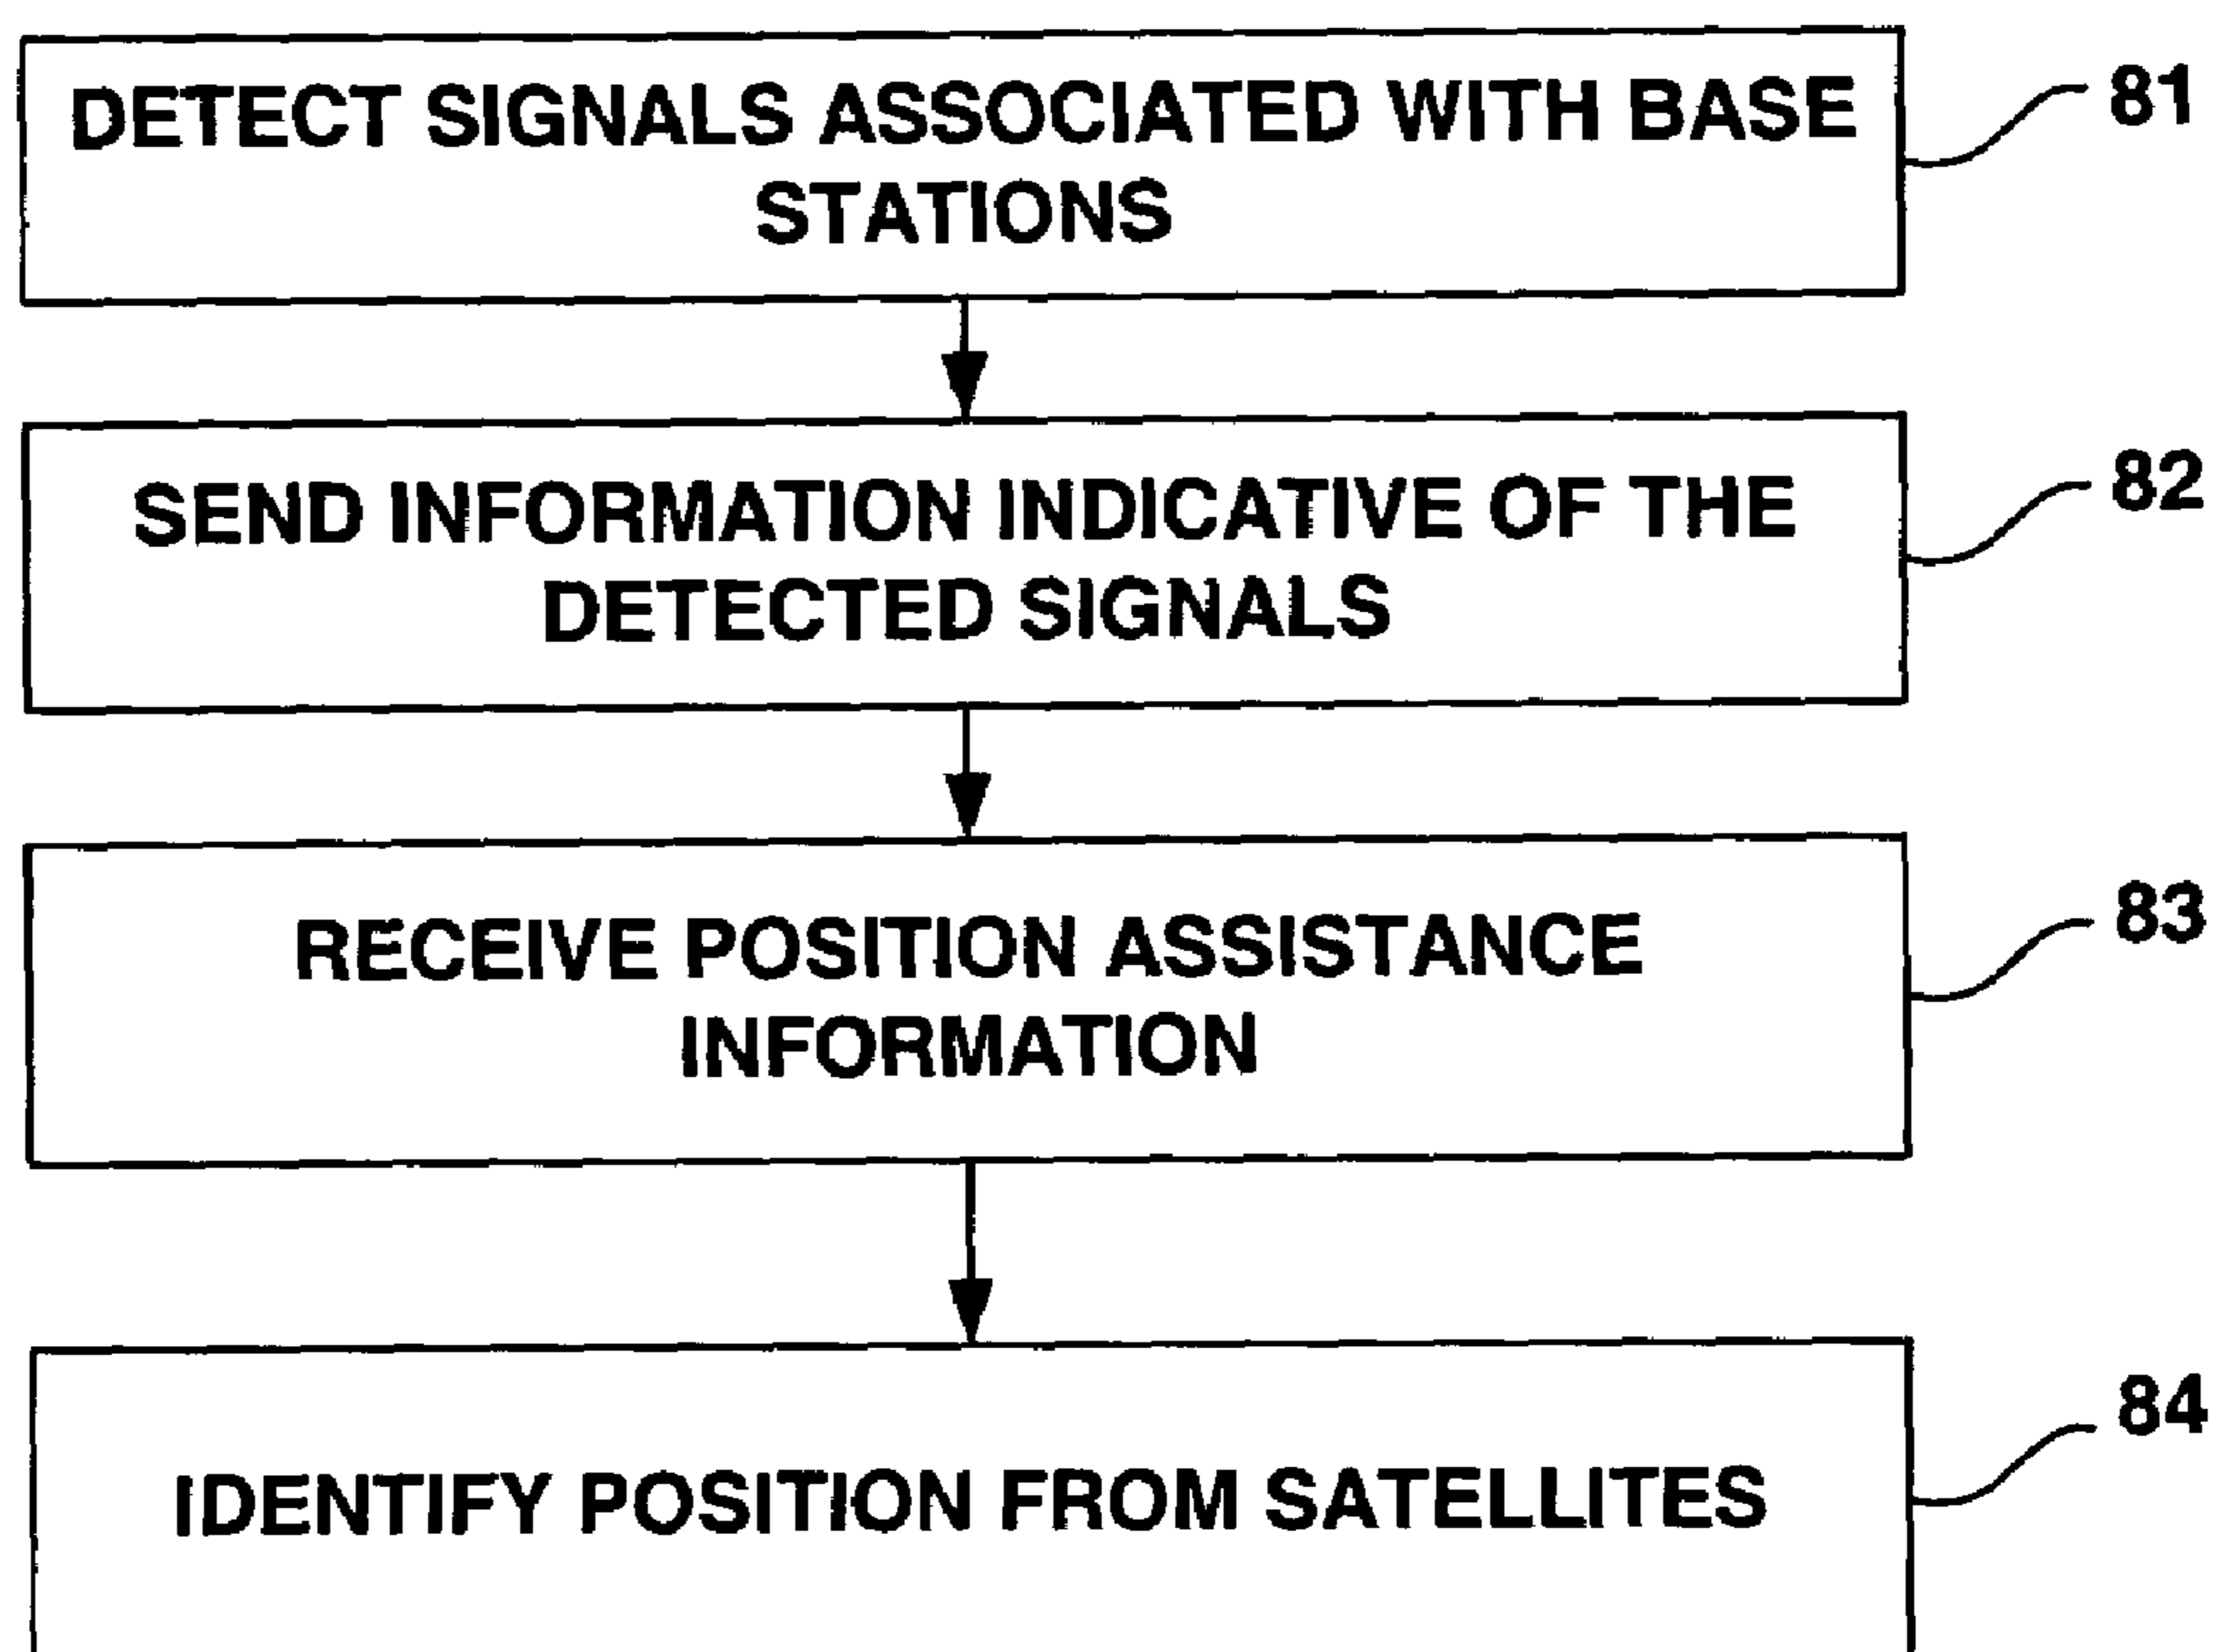 DETECT SIGNALS ASSOCIATED WITH BASE
STATIONS
81
SEND INFORMATION INDICATIVE OF THE
DETECTED SIGNALS
82
RECEIVE POSITION ASSISTANCE
INFORMATION
83
IDENTIFY POSITION FROM SATELLITES
84